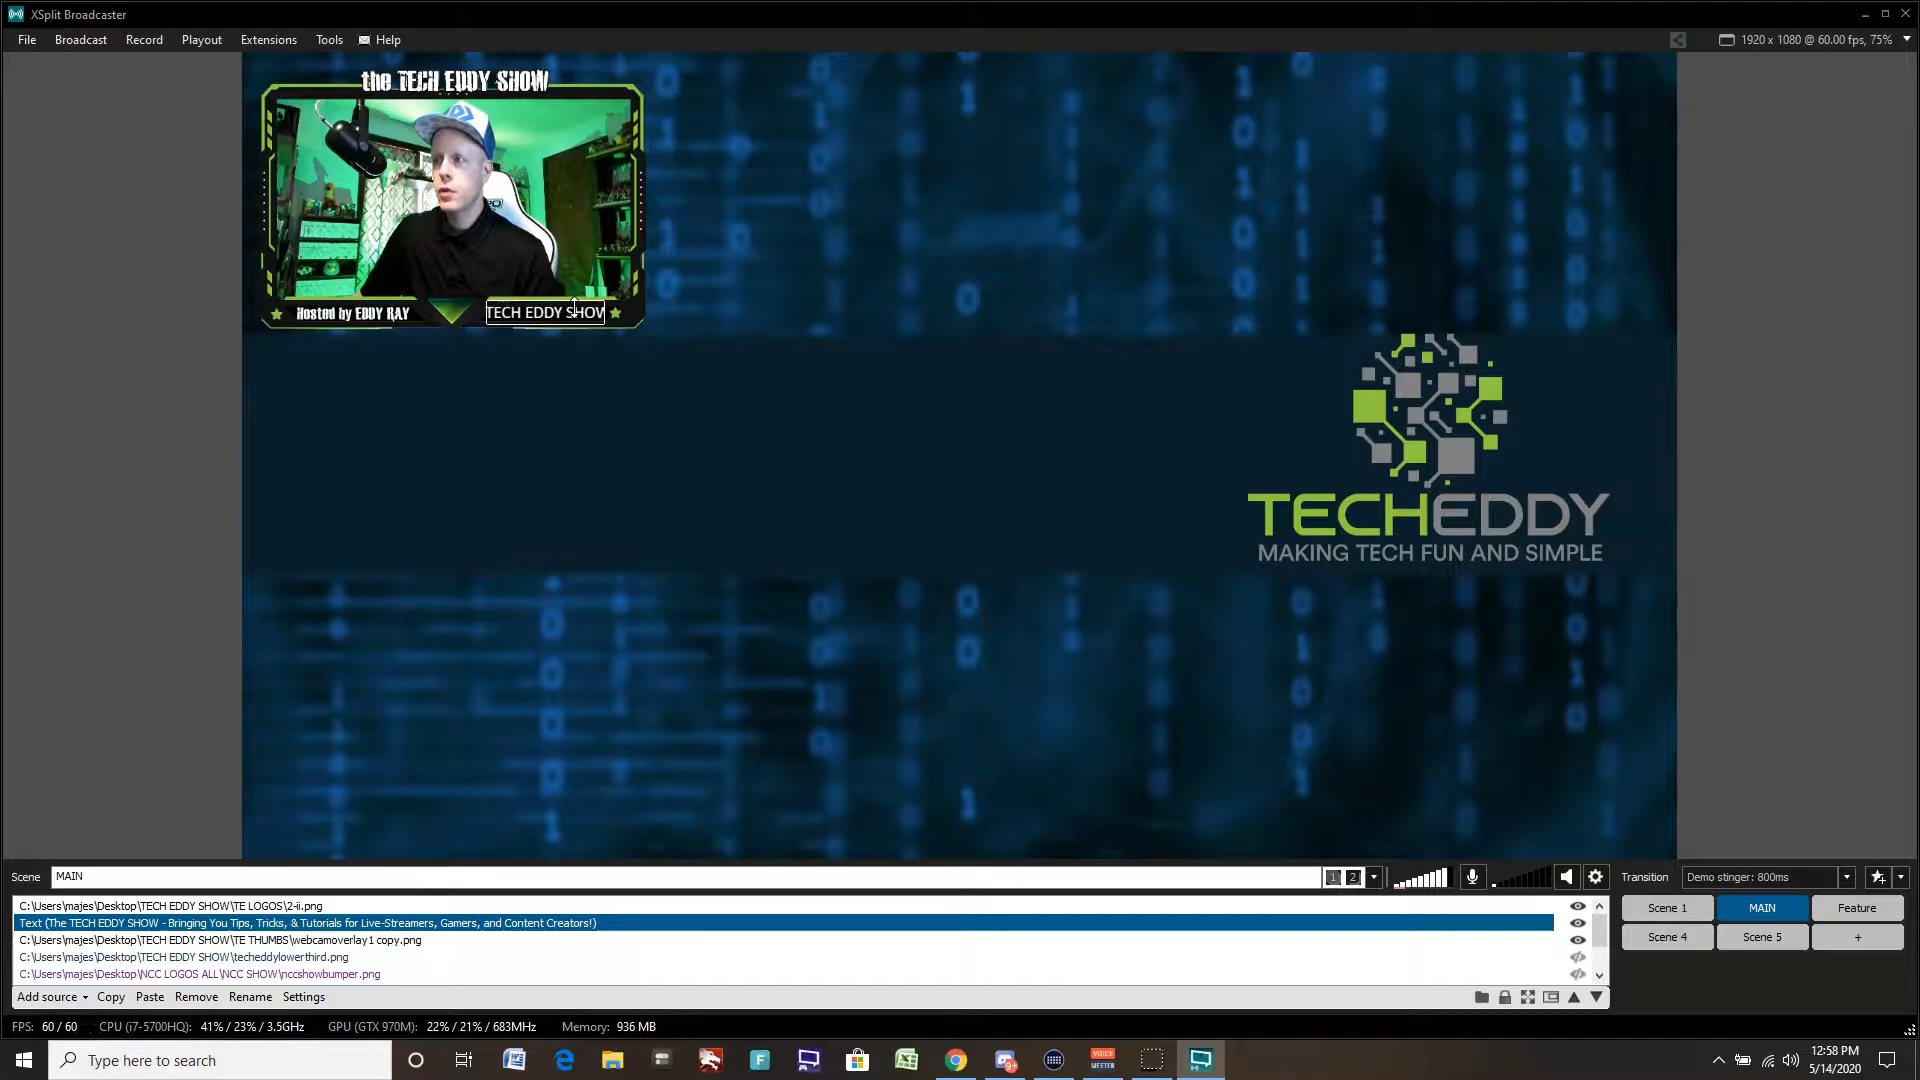 XSplit Broadcaster
File Broadcast Record Playout Extensions Tools Help
1920 x 1080 @ 60.00 fps, 75%
the TECH EDDY SHOW
Hosted by EDDY RAY
TECH EDDY SHOW
TECHEDDY
MAKING TECH FUN AND SIMPLE
Scene MAIN
1 2
Transition Demo stinger: 800ms
C:\Users\majes\Desktop\TECH EDDY SHOW\TE LOGOS\2-ii.png
Text (The TECH EDDY SHOW - Bringing You Tips, Tricks, & Tutorials for Live-Streamers, Gamers, and Content Creators!)
C:\Users\majes\Desktop\TECH EDDY SHOW\TE THUMBS\webcamoverlay1 copy.png
C:\Users\majes\Desktop\TECH EDDY SHOW\techeddylowerthird.png
C:\Users\majes\Desktop\NCC LOGOS ALL\NCC SHOW\nccshowbumper.png
Scene 1 MAIN Feature
Scene 4 Scene 5 +
Add source Copy Paste Remove Rename Settings
FPS: 60 / 60 CPU (i7-5700HQ): 41% / 23% / 3.5GHz GPU (GTX 970M): 22% / 21% / 683MHz Memory: 936 MB
Type here to search
VOICE MEETER
12:58 PM
5/14/2020